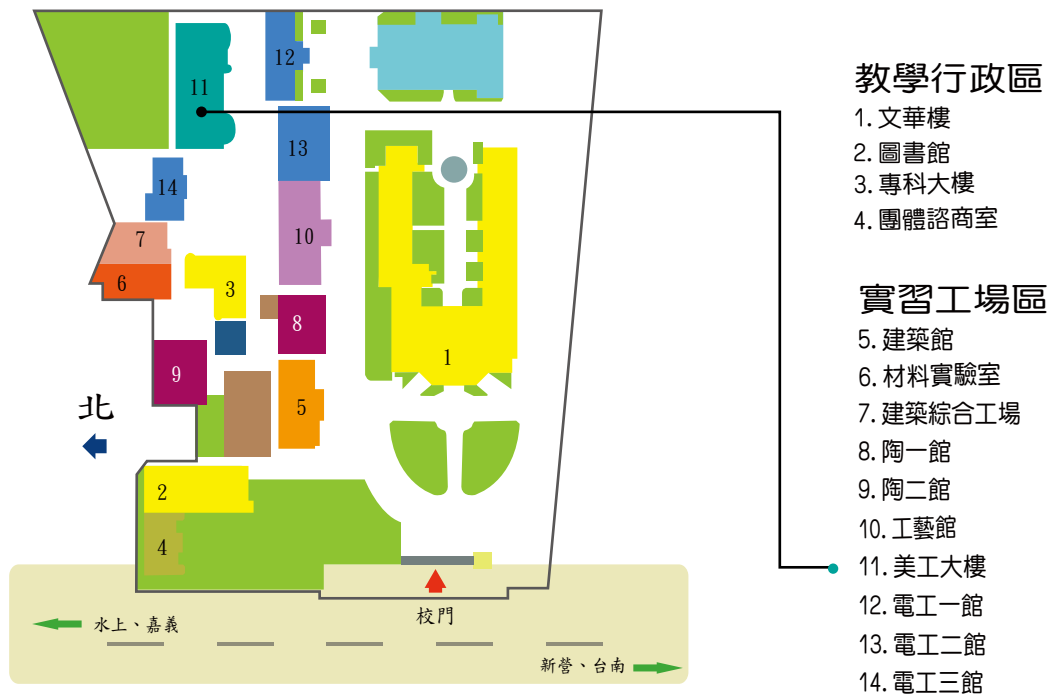 12
11
13
14
10
7
6
3
8
1
9
5
北
2
4
校門
水上、嘉義
新營、台南
教學行政區
1. 文華樓
2. 圖書館
3. 專科大樓
4. 團體諮商室
實習工場區
5. 建築館
6. 材料實驗室
7. 建築綜合工場
8. 陶一館
9. 陶二館
10. 工藝館
11. 美工大樓
12. 電工一館
13. 電工二館
14. 電工三館